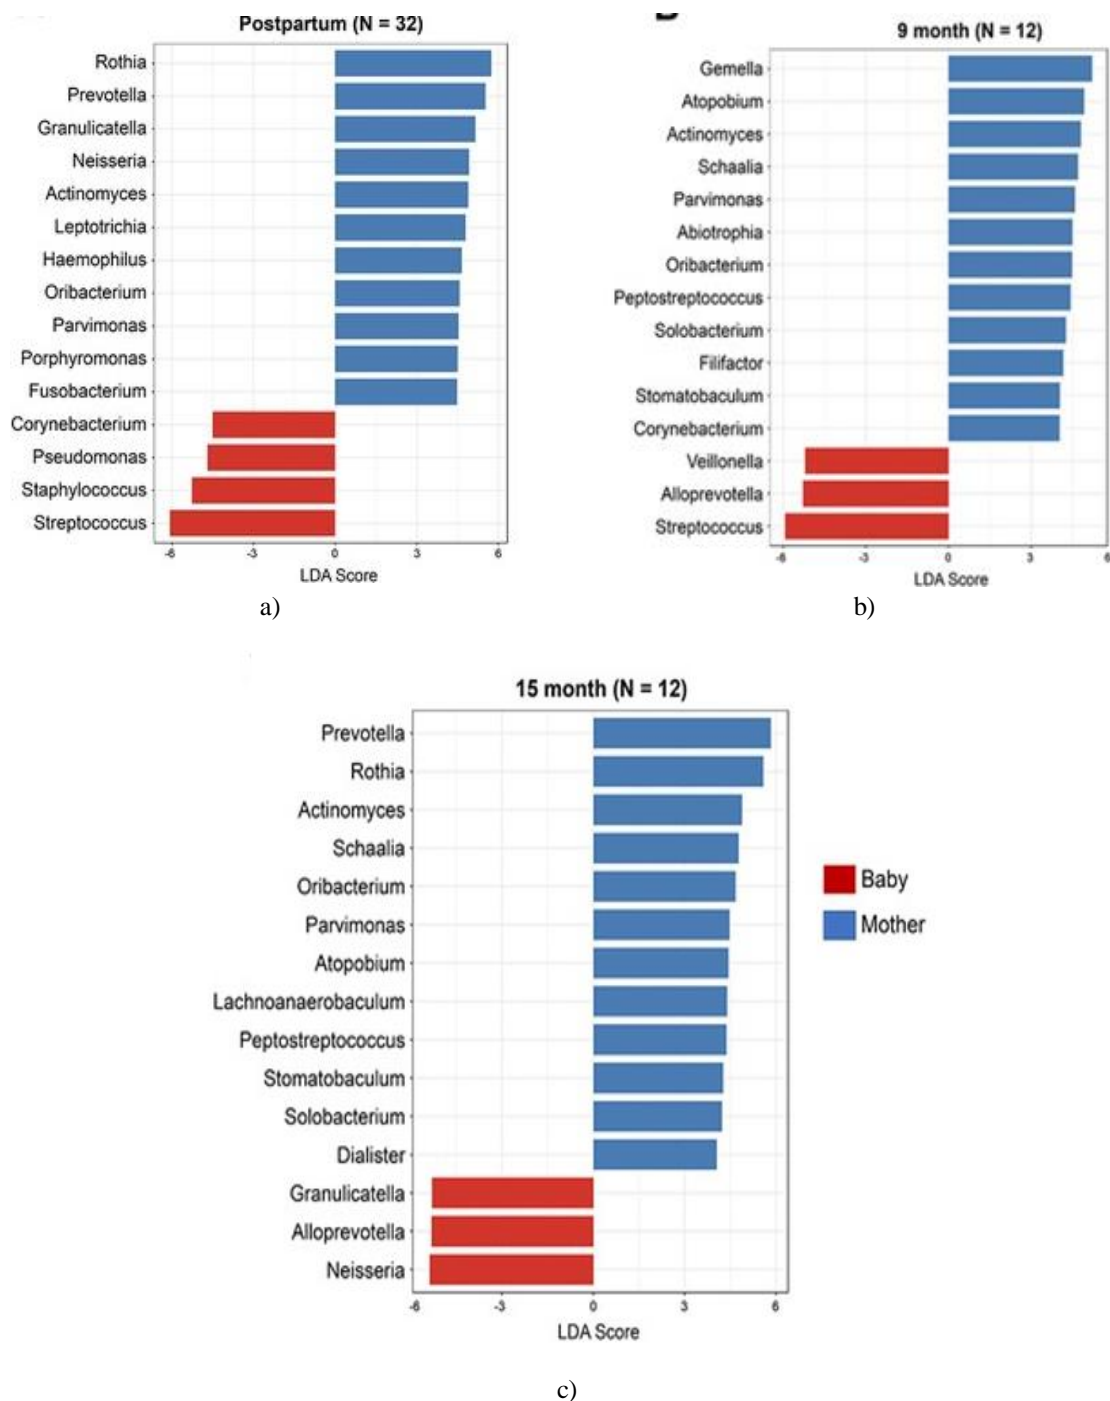 Postpartum (N = 32)
Rothia
Prevotella
Granulicatella
Neisseria
Actinomyces
Leptotrichia
Haemophilus
Oribacterium
Parvimonas
Porphyromonas
Fusobacterium
Corynebacterium
Pseudomonas
Staphylococcus
Streptococcus
-6 -3 0 3 6
LDA Score
a)
9 month (N = 12)
Gemella
Atopobium
Actinomyces
Schaalia
Parvimonas
Abiotrophia
Oribacterium
Peptostreptococcus
Solobacterium
Filifactor
Stomatobaculum
Corynebacterium
Veillonella
Alloprevotella
Streptococcus
-6 -3 0 3 6
LDA Score
b)
15 month (N = 12)
Prevotella
Rothia
Actinomyces
Schaalia
Oribacterium
Parvimonas
Atopobium
Lachnoanaerobaculum
Peptostreptococcus
Stomatobaculum
Solobacterium
Dialister
Granulicatella
Alloprevotella
Neisseria
-6 -3 0 3 6
LDA Score
Baby
Mother
c)